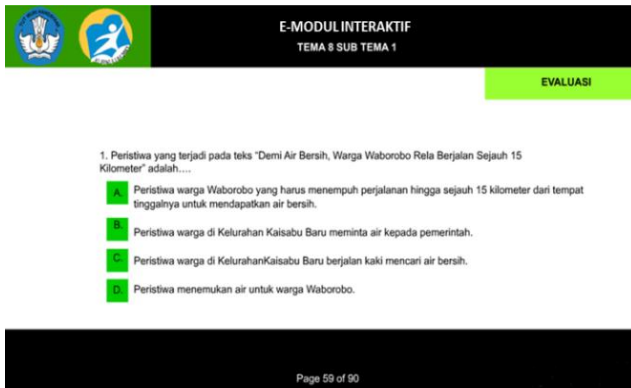 E-MODUL INTERAKTIF
TEMA 8 SUB TEMA 1
EVALUASI
1. Peristiwa yang terjadi pada teks "Demi Air Bersih, Warga Waborobo Rela Berjalan Sejauh 15
Kilometer" adalah....
A. Peristiwa warga Waborobo yang harus menempuh perjalanan hingga sejauh 15 kilometer dari tempat
tinggalnya untuk mendapatkan air bersih.
B. Peristiwa warga di Kelurahan Kaisabu Baru meminta air kepada pemerintah.
C. Peristiwa warga di KelurahanKaisabu Baru berjalan kaki mencari air bersih.
D. Peristiwa menemukan air untuk warga Waborobo.
Page 59 of 90